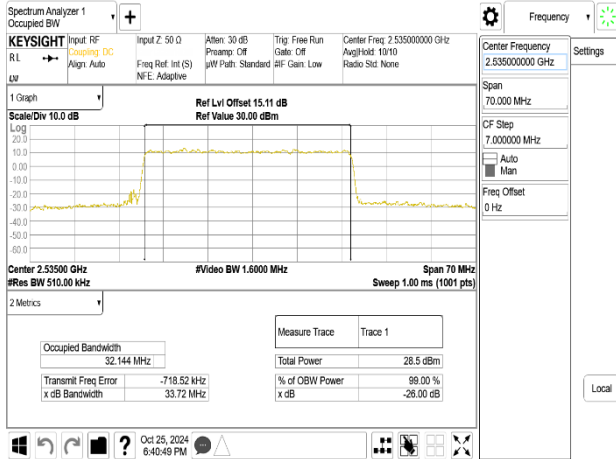 Spectrum Analyzer 1
Occupied BW
Frequency
Settings
KEYSIGHT
R L
Input: RF
Coupling: DC
Align: Auto
Input Z: 50 Ω
Freq Ref: Int (S)
NFE: Adaptive
Atten: 30 dB
Preamp: Off
µW Path: Standard
Trig: Free Run
Gate: Off
#IF Gain: Low
Center Freq: 2.535000000 GHz
Avg|Hold: 10/10
Radio Std: None
Center Frequency
2.535000000 GHz
Span
70.000 MHz
CF Step
7.000000 MHz
Auto
Man
Freq Offset
0 Hz
Local
1 Graph
Scale/Div 10.0 dB
Ref Lvl Offset 15.11 dB
Ref Value 30.00 dBm
Log
20.0
10.0
0.00
-10.0
-20.0
-30.0
-40.0
-50.0
-60.0
Center 2.53500 GHz
#Video BW 1.6000 MHz
Span 70 MHz
#Res BW 510.00 kHz
Sweep 1.00 ms (1001 pts)
2 Metrics
Measure Trace Trace 1
Occupied Bandwidth
32.144 MHz
Total Power 28.5 dBm
Transmit Freq Error -718.52 kHz
% of OBW Power 99.00 %
x dB Bandwidth 33.72 MHz
x dB -26.00 dB
?
Oct 25, 2024
6:40:49 PM